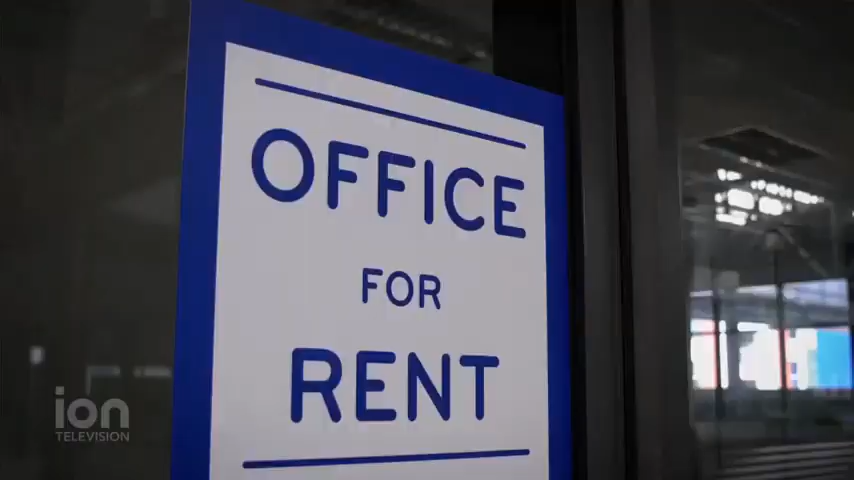 OFFICE
FOR
RENT
ion
TELEVISION